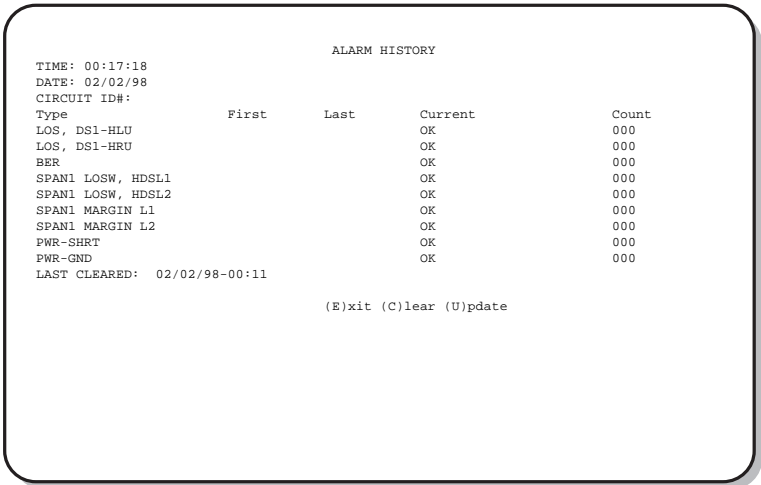 ALARM HISTORY
TIME: 00:17:18
DATE: 02/02/98
CIRCUIT ID#:
Type First Last Current Count
LOS, DS1-HLU OK 000
LOS, DS1-HRU OK 000
BER OK 000
SPAN1 LOSW, HDSL1 OK 000
SPAN1 LOSW, HDSL2 OK 000
SPAN1 MARGIN L1 OK 000
SPAN1 MARGIN L2 OK 000
PWR-SHRT OK 000
PWR-GND OK 000
LAST CLEARED: 02/02/98-00:11
(E)xit (C)lear (U)pdate